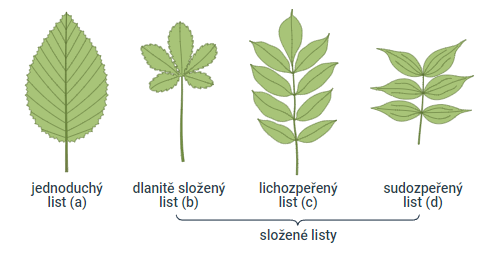 jednoduchý
list (a)
dlanitě složený
list (b)
lichozpeřený
list (c)
sudozpeřený
list (d)
složené listy